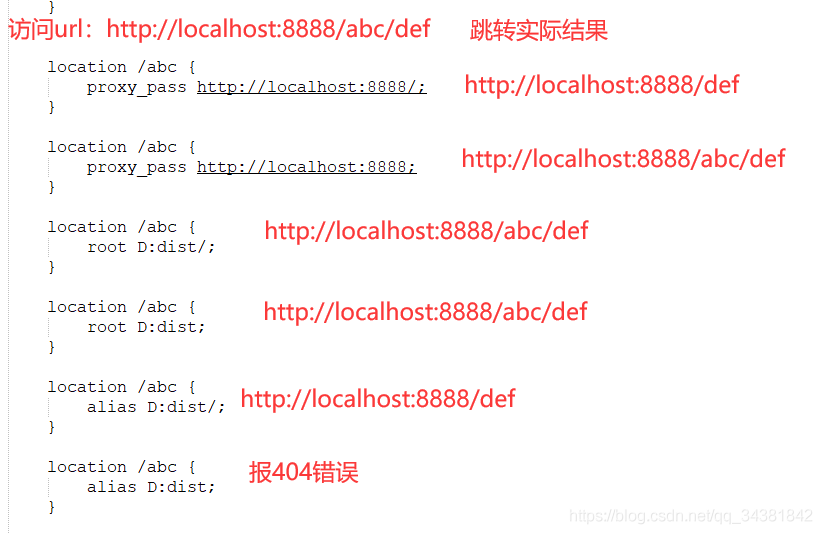 }
访问url：http://localhost:8888/abc/def 跳转实际结果
location /abc {
proxy_pass http://localhost:8888/; http://localhost:8888/def
}
location /abc {
proxy_pass http://localhost:8888; http://localhost:8888/abc/def
}
location /abc { http://localhost:8888/abc/def
root D:dist/;
}
location /abc { http://localhost:8888/abc/def
root D:dist;
}
location /abc {
alias D:dist/; http://localhost:8888/def
}
location /abc { 报404错误
alias D:dist;
}
https://blog.csdn.net/qq_34381842